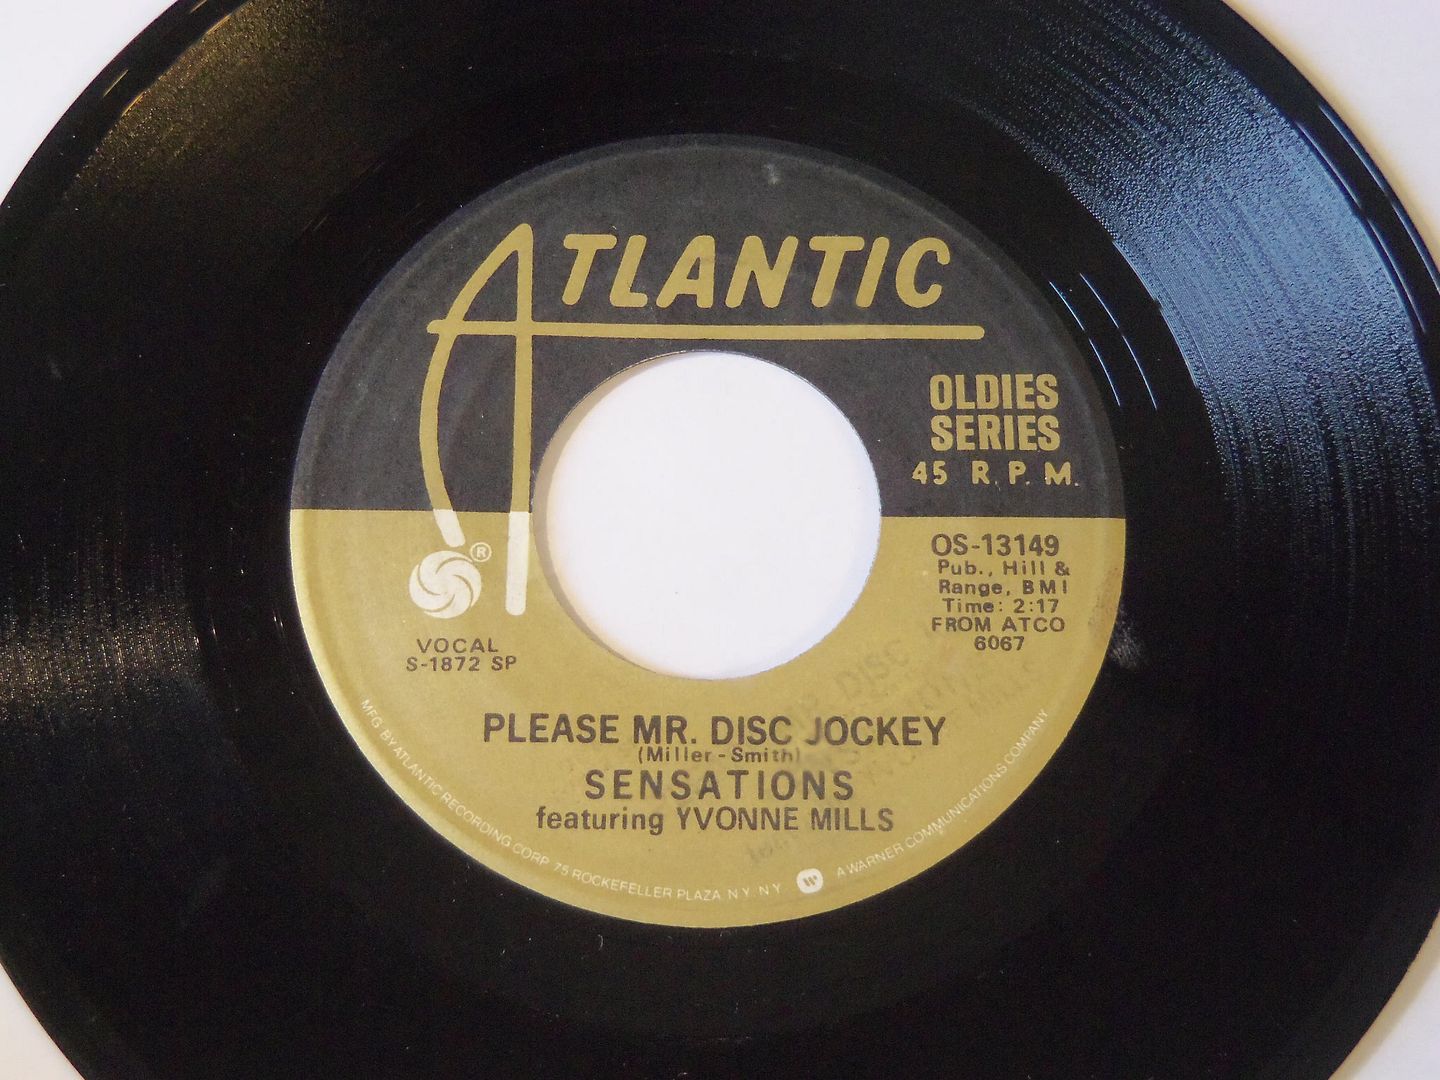 ATLANTIC
OLDIES
SERIES
45 R.P.M.
®
OS-13149
Pub., Hill &
Range, BMI
Time: 2:17
FROM ATCO
6067
VOCAL
S-1872 SP
PLEASE MR. DISC JOCKEY
(Miller-Smith)
SENSATIONS
featuring YVONNE MILLS
MFG BY ATLANTIC RECORDING CORP 75 ROCKEFELLER PLAZA N.Y. N.Y. W A WARNER COMMUNICATIONS COMPANY